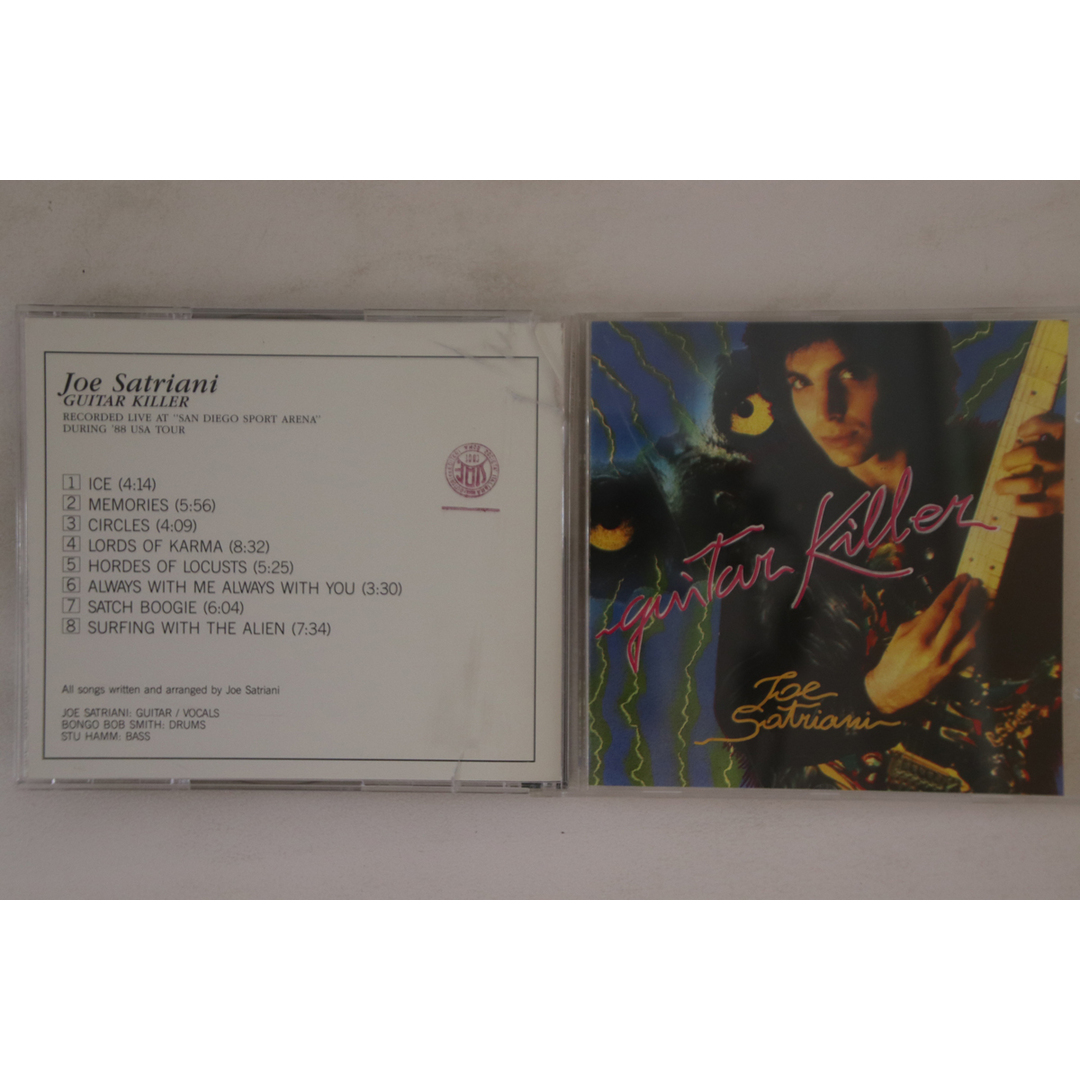 Joe Satriani
GUITAR KILLER
RECORDED LIVE AT "SAN DIEGO SPORT ARENA"
DURING '88 USA TOUR
1 ICE (4:14)
2 MEMORIES (5:56)
3 CIRCLES (4:09)
4 LORDS OF KARMA (8:32)
5 HORDES OF LOCUSTS (5:25)
6 ALWAYS WITH ME ALWAYS WITH YOU (3:30)
7 SATCH BOOGIE (6:04)
8 SURFING WITH THE ALIEN (7:34)
All songs written and arranged by Joe Satriani
JOE SATRIANI: GUITAR / VOCALS
BONGO BOB SMITH: DRUMS
STU HAMM: BASS
guitar Killer
Joe
Satriani